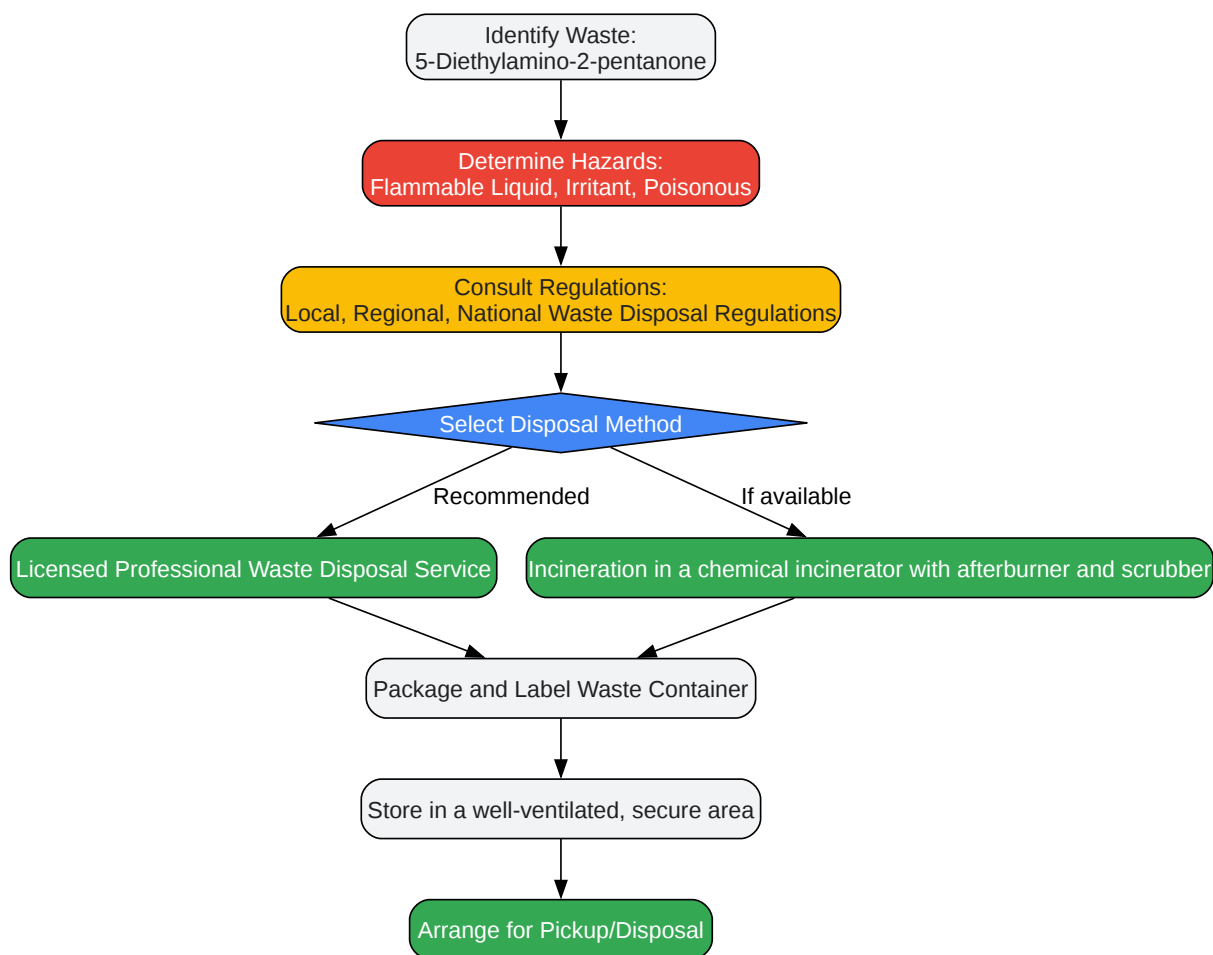 Identify Waste:
5-Diethylamino-2-pentanone
Determine Hazards:
Flammable Liquid, Irritant, Poisonous
Consult Regulations:
Local, Regional, National Waste Disposal Regulations
Select Disposal Method
Recommended
If available
Licensed Professional Waste Disposal Service
Incineration in a chemical incinerator with afterburner and scrubber
Package and Label Waste Container
Store in a well-ventilated, secure area
Arrange for Pickup/Disposal